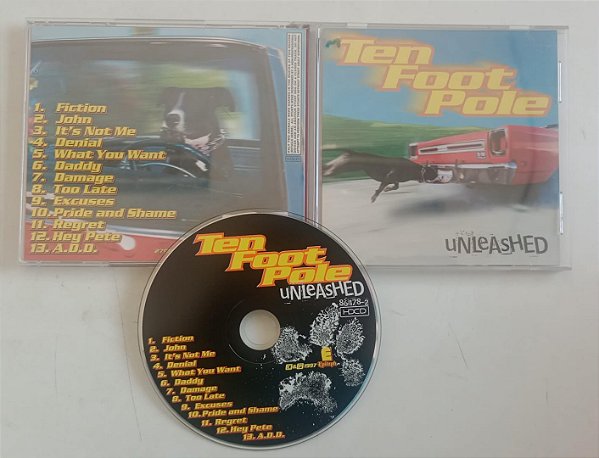 1. Fiction
2. John
3. It's Not Me
4. Denial
5. What You Want
6. Daddy
7. Damage
8. Too Late
9. Excuses
10. Pride and Shame
11. Regret
12. Hey Pete
13. A.D.D.
Ten
Foot
Pole
UNLEASHED
Ten
Foot
Pole
UNLEASHED
86478-2
HDCD
1. Fiction
2. John
3. It's Not Me
4. Denial
5. What You Want
6. Daddy
7. Damage
8. Too Late
9. Excuses
10. Pride and Shame
11. Regret
12. Hey Pete
13. A.D.D.